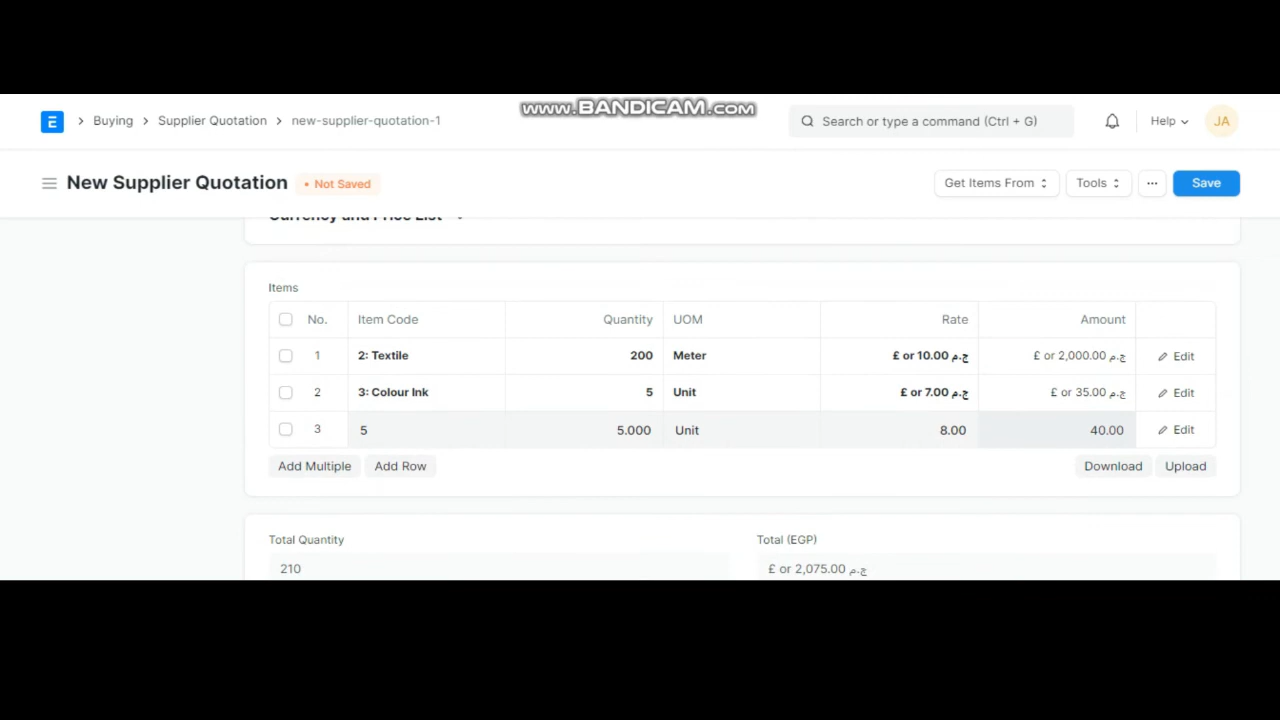 www.BANDICAM.com
E > Buying > Supplier Quotation > new-supplier-quotation-1 Search or type a command (Ctrl + G) Help JA
New Supplier Quotation • Not Saved Get Items From Tools ... Save
Currency and Price List
Items
No. Item Code Quantity UOM Rate Amount
1 2: Textile 200 Meter £ or 10.00 ج.م £ or 2,000.00 ج.م Edit
2 3: Colour Ink 5 Unit £ or 7.00 ج.م £ or 35.00 ج.م Edit
3 5 5.000 Unit 8.00 40.00 Edit
Add Multiple Add Row Download Upload
Total Quantity Total (EGP)
210 £ or 2,075.00 ج.م